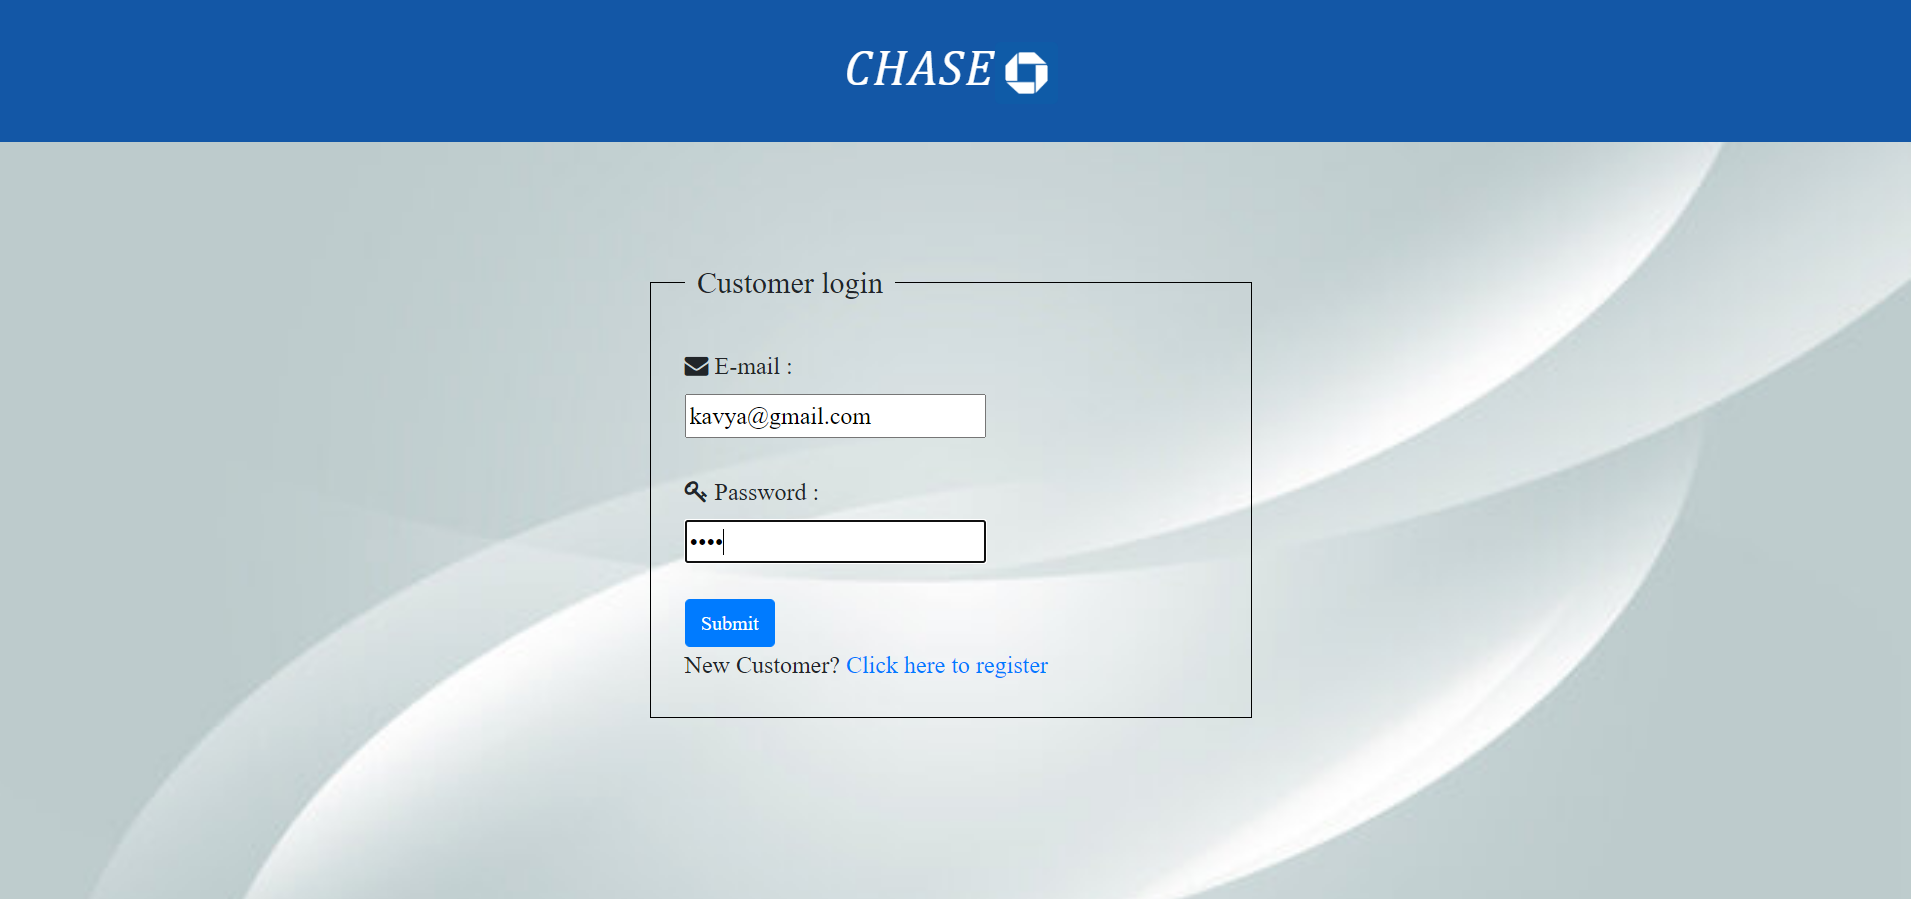 CHASE
Customer login
E-mail :
kavya@gmail.com
Password :
••••
Submit
New Customer? Click here to register